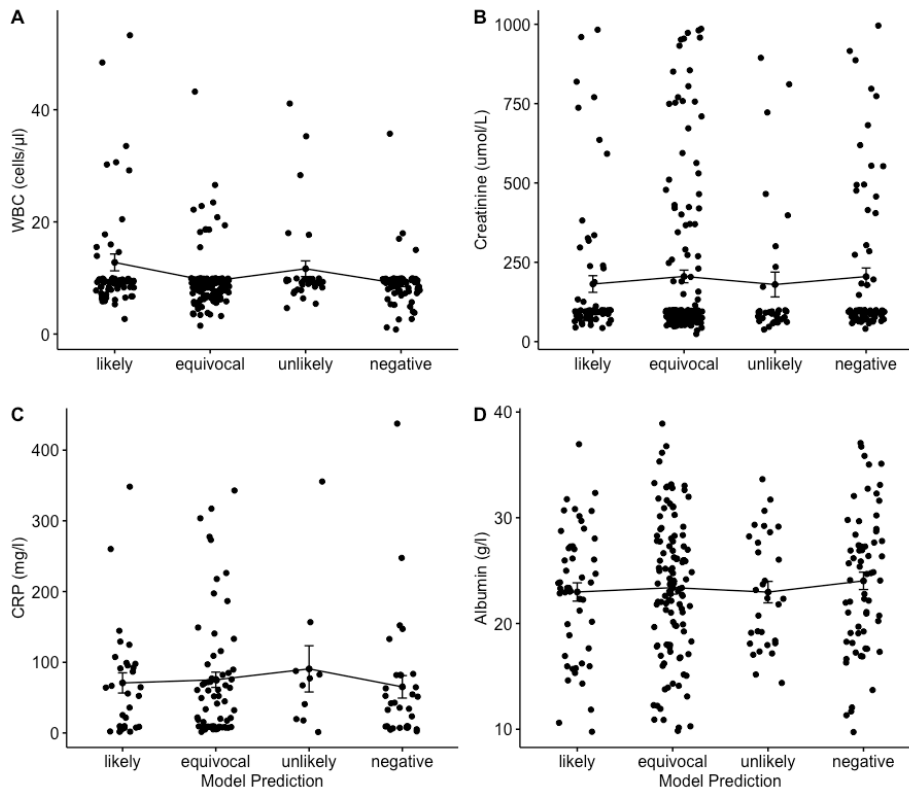 A
WBC (cells/µl)
40
20
0
likely equivocal unlikely negative
B
Creatinine (umol/L)
1000
750
500
250
0
likely equivocal unlikely negative
C
CRP (mg/l)
400
300
200
100
0
likely equivocal unlikely negative
Model Prediction
D
Albumin (g/l)
40
30
20
10
likely equivocal unlikely negative
Model Prediction